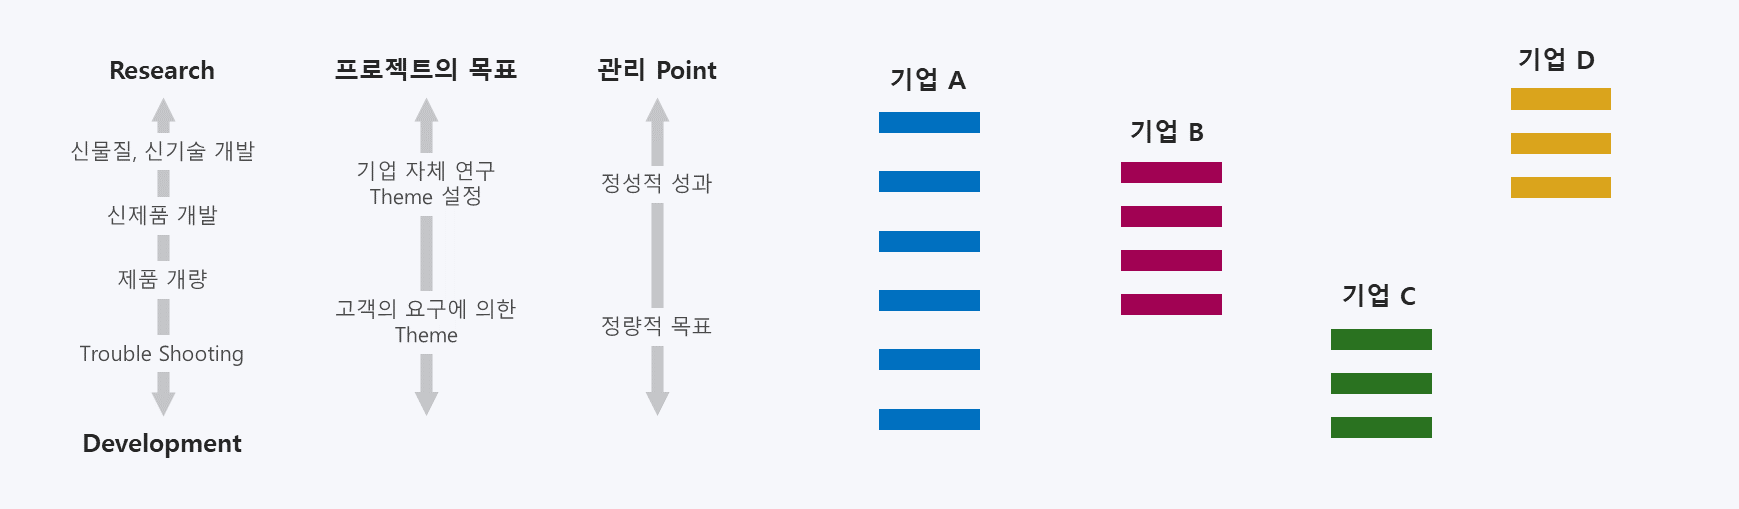 Research
신물질, 신기술 개발
신제품 개발
제품 개량
Trouble Shooting
Development
프로젝트의 목표
기업 자체 연구
Theme 설정
고객의 요구에 의한
Theme
관리 Point
정성적 성과
정량적 목표
기업 A
기업 B
기업 C
기업 D